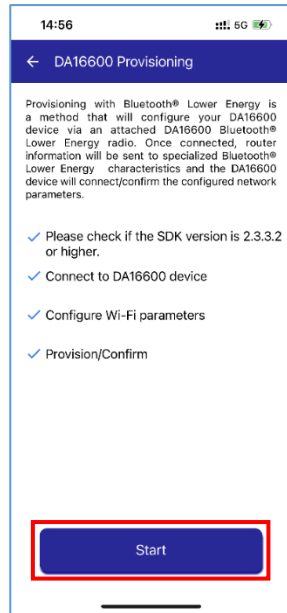 14:56
5G
← DA16600 Provisioning
Provisioning with Bluetooth® Lower Energy is
a method that will configure your DA16600
device via an attached DA16600 Bluetooth®
Lower Energy radio. Once connected, router
information will be sent to specialized Bluetooth®
Lower Energy characteristics and the DA16600
device will connect/confirm the configured network
parameters.
✓ Please check if the SDK version is 2.3.3.2
or higher.
✓ Connect to DA16600 device
✓ Configure Wi-Fi parameters
✓ Provision/Confirm
Start